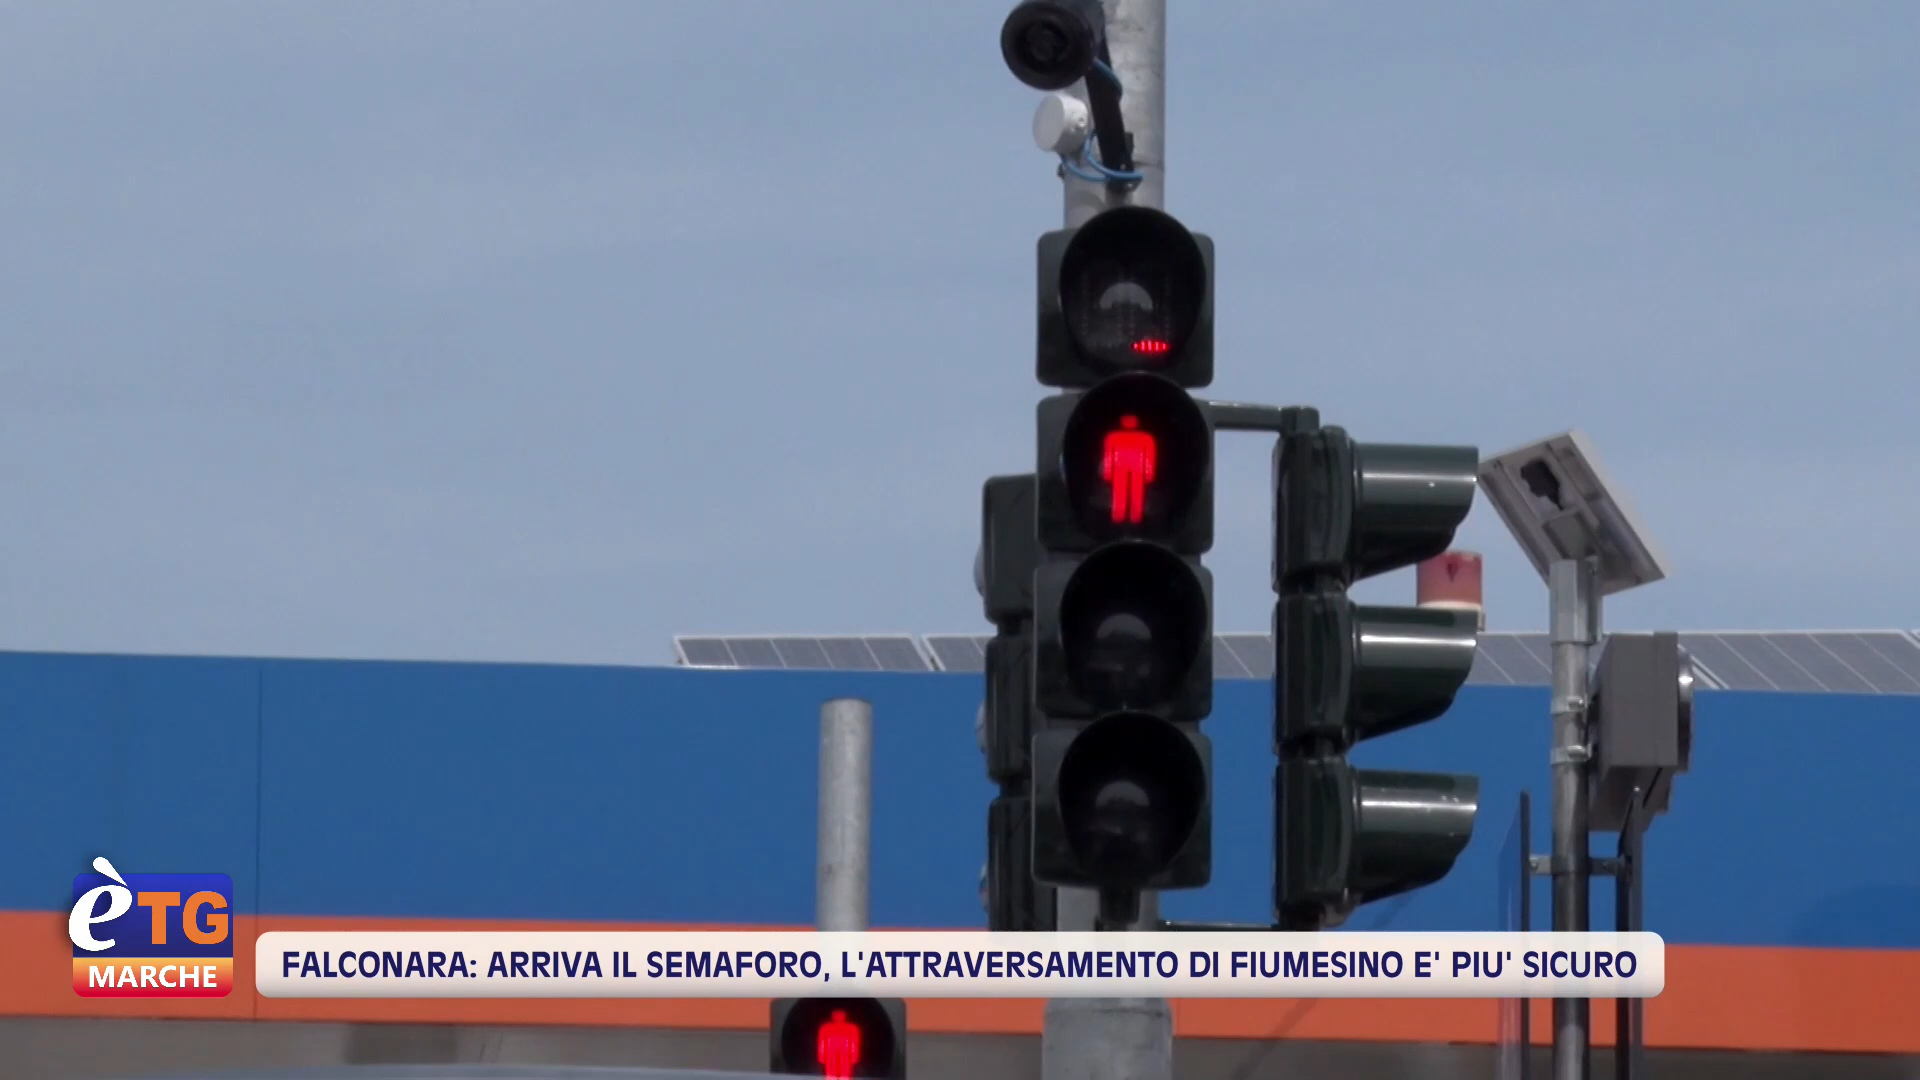 èTG
MARCHE
FALCONARA: ARRIVA IL SEMAFORO, L'ATTRAVERSAMENTO DI FIUMESINO E' PIU' SICURO